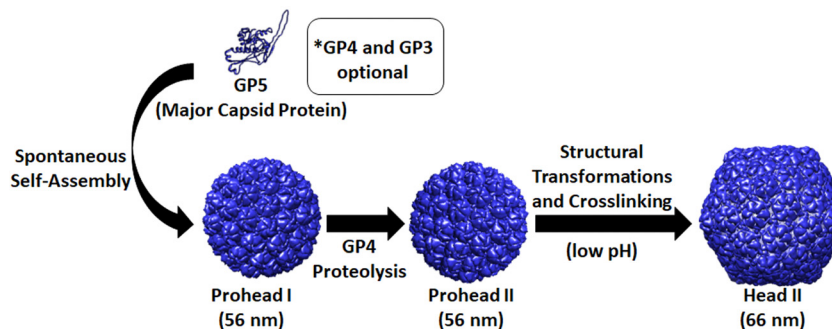 GP5
(Major Capsid Protein)
*GP4 and GP3
optional
Spontaneous
Self-Assembly
Prohead I
(56 nm)
GP4
Proteolysis
Prohead II
(56 nm)
Structural
Transformations
and Crosslinking
(low pH)
Head II
(66 nm)